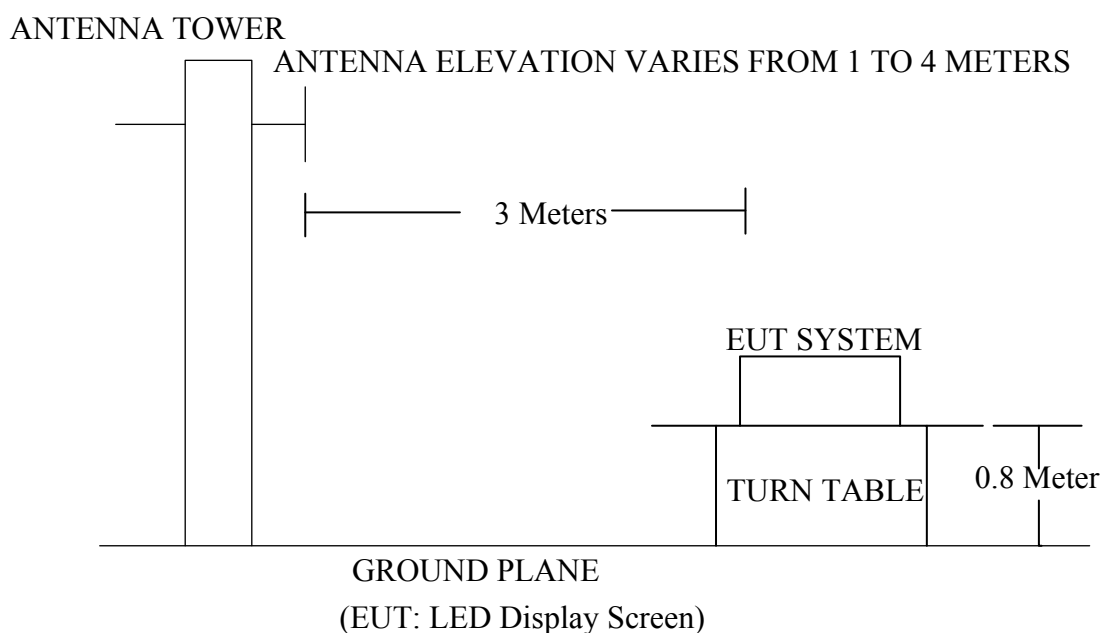 ANTENNA TOWER
ANTENNA ELEVATION VARIES FROM 1 TO 4 METERS
3 Meters
EUT SYSTEM
TURN TABLE
0.8 Meter
GROUND PLANE
(EUT: LED Display Screen)